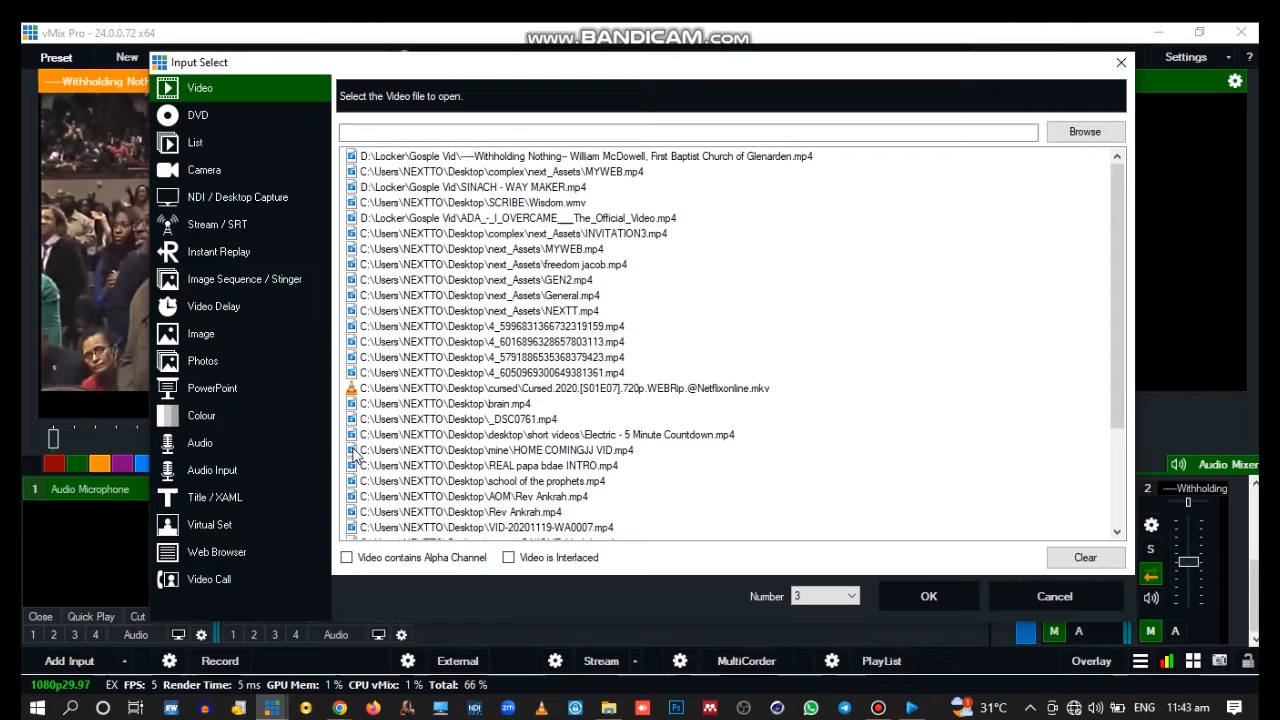 vMix Pro - 24.0.0.72 x64
www.BANDICAM.com
Preset
New
Settings
?
Input Select
-----Withholding Noth
Video
DVD
List
Camera
NDI / Desktop Capture
Stream / SRT
Instant Replay
Image Sequence / Stinger
Video Delay
Image
Photos
PowerPoint
Colour
Audio
Audio Input
Title / XAML
Virtual Set
Web Browser
Video Call
Select the Video file to open.
Browse
D:\Locker\Gosple Vid\-----Withholding Nothing-- William McDowell, First Baptist Church of Glenarden.mp4
C:\Users\NEXTTO\Desktop\complex\next_Assets\MYWEB.mp4
D:\Locker\Gosple Vid\SINACH - WAY MAKER.mp4
C:\Users\NEXTTO\Desktop\SCRIBE\Wisdom.wmv
D:\Locker\Gosple Vid\ADA_-_I_OVERCAME___The_Official_Video.mp4
C:\Users\NEXTTO\Desktop\complex\next_Assets\INVITATION3.mp4
C:\Users\NEXTTO\Desktop\next_Assets\MYWEB.mp4
C:\Users\NEXTTO\Desktop\next_Assets\freedom jacob.mp4
C:\Users\NEXTTO\Desktop\next_Assets\GEN2.mp4
C:\Users\NEXTTO\Desktop\next_Assets\General.mp4
C:\Users\NEXTTO\Desktop\next_Assets\NEXTT.mp4
C:\Users\NEXTTO\Desktop\4_5996831366732319159.mp4
C:\Users\NEXTTO\Desktop\4_6016896328657803113.mp4
C:\Users\NEXTTO\Desktop\4_5791886535368379423.mp4
C:\Users\NEXTTO\Desktop\4_6050969300649381361.mp4
C:\Users\NEXTTO\Desktop\cursed\Cursed.2020.[S01E07].720p.WEBRip.@Netflixonline.mkv
C:\Users\NEXTTO\Desktop\brain.mp4
C:\Users\NEXTTO\Desktop\_DSC0761.mp4
C:\Users\NEXTTO\Desktop\desktop\short videos\Electric - 5 Minute Countdown.mp4
C:\Users\NEXTTO\Desktop\mine\HOME COMINGJJ VID.mp4
C:\Users\NEXTTO\Desktop\REAL papa bdae INTRO.mp4
C:\Users\NEXTTO\Desktop\school of the prophets.mp4
C:\Users\NEXTTO\Desktop\AOM\Rev Ankrah.mp4
C:\Users\NEXTTO\Desktop\Rev Ankrah.mp4
C:\Users\NEXTTO\Desktop\VID-20201119-WA0007.mp4
Video contains Alpha Channel
Video is Interlaced
Clear
Number 3
OK
Cancel
1 Audio Microphone
Close Quick Play Cut
1 2 3 4 Audio
1 2 3 4 Audio
Audio Mixer
2 ----Withholding
S
M A
M A
Add Input
Record
External
Stream
MultiCorder
PlayList
Overlay
1080p29.97 EX FPS: 5 Render Time: 5 ms GPU Mem: 1 % CPU vMix: 1 % Total: 66 %
31°C
ENG
11:43 am